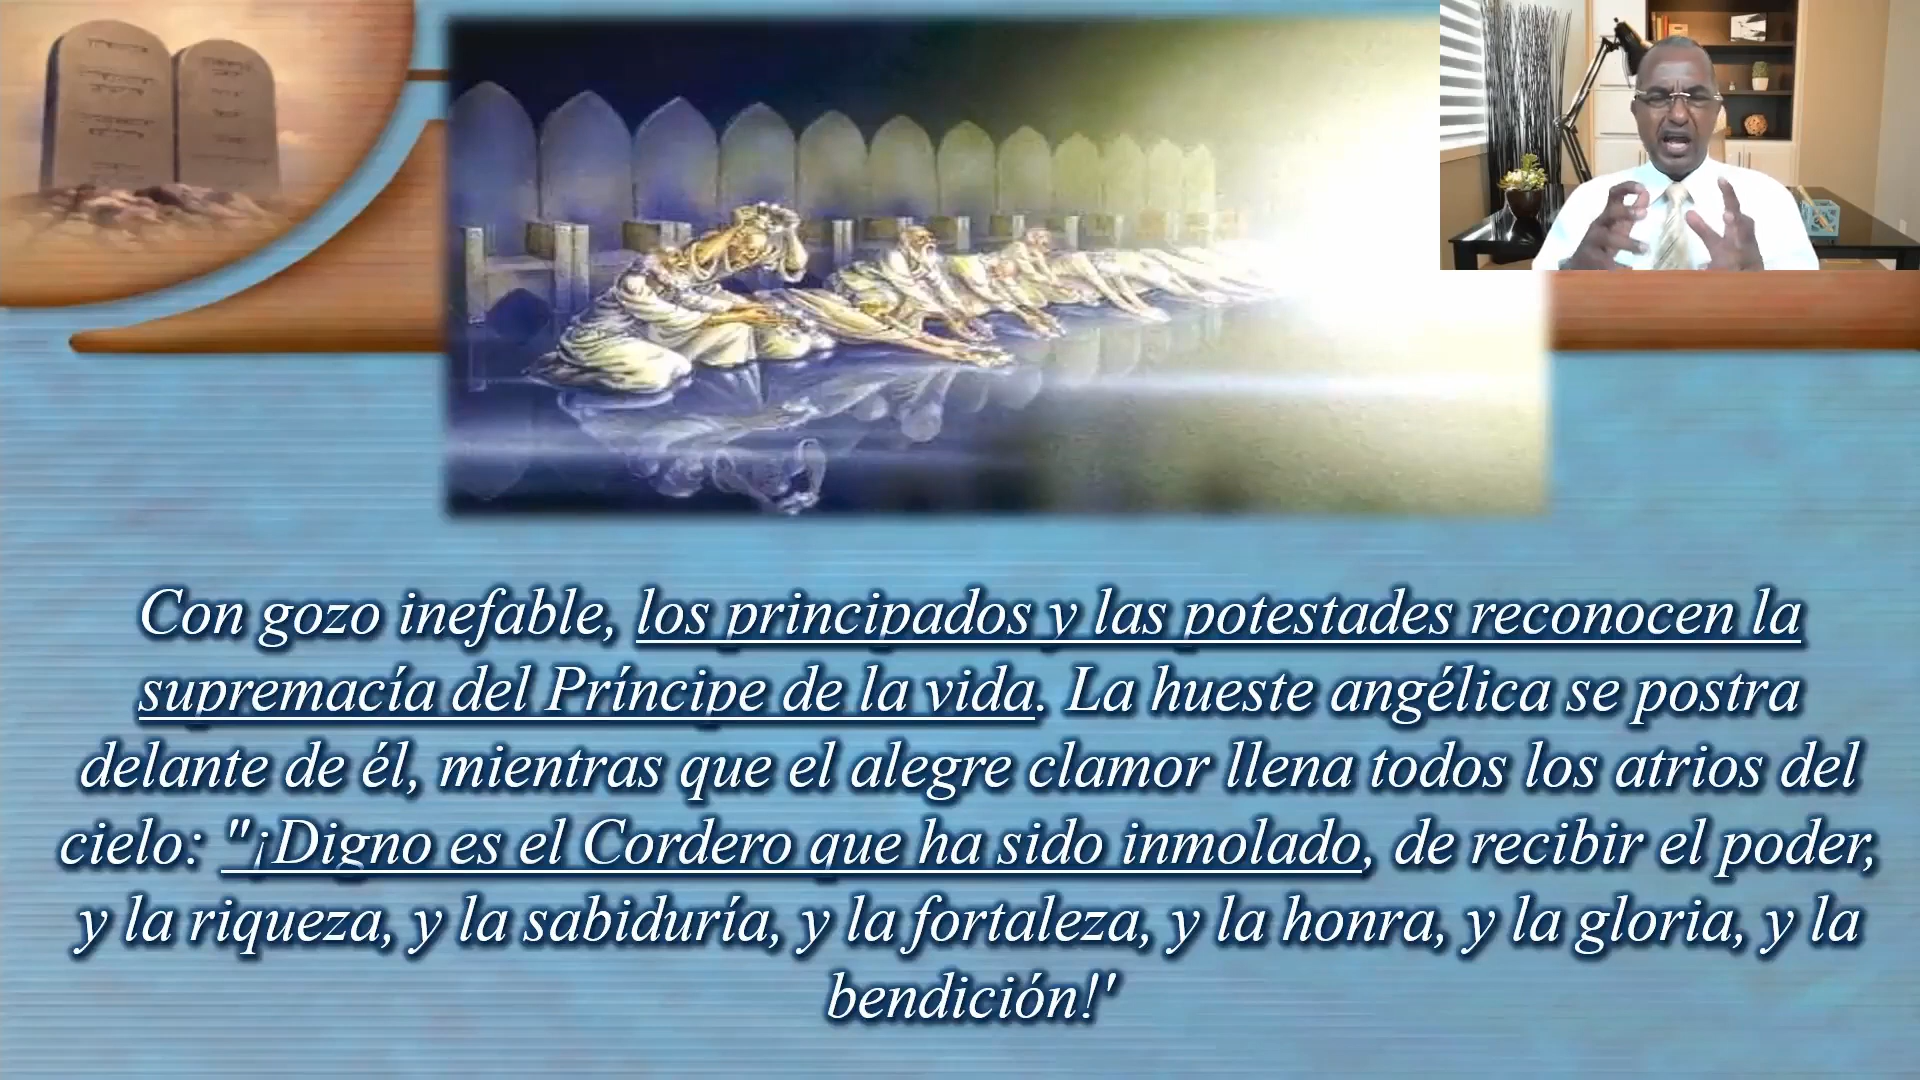 Con gozo inefable, los principados y las potestades reconocen la
supremacía del Príncipe de la vida. La hueste angélica se postra
delante de él, mientras que el alegre clamor llena todos los atrios del
cielo: "¡Digno es el Cordero que ha sido inmolado, de recibir el poder,
y la riqueza, y la sabiduría, y la fortaleza, y la honra, y la gloria, y la
bendición!'